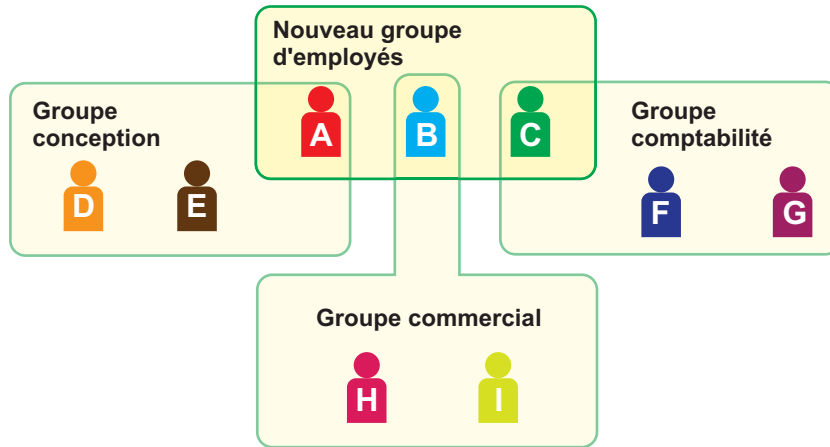 Nouveau groupe
d'employés
Groupe
conception
A
B
C
Groupe
comptabilité
D
E
F
G
Groupe commercial
H
I